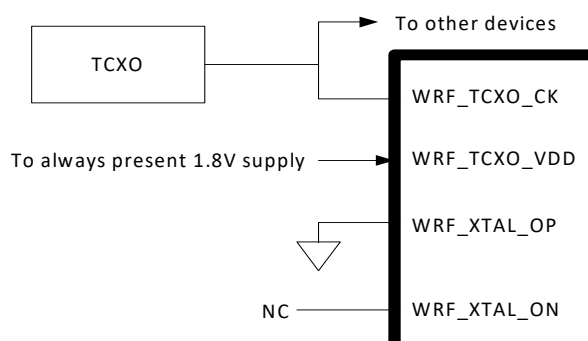 To other devices
TCXO
WRF_TCXO_CK
To always present 1.8V supply
WRF_TCXO_VDD
WRF_XTAL_OP
NC
WRF_XTAL_ON